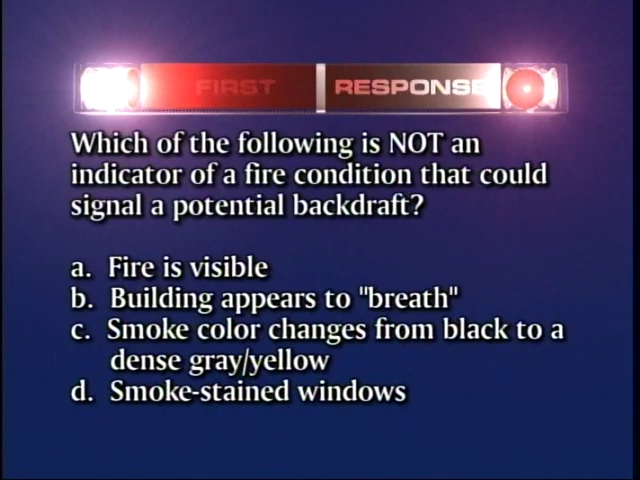 FIRST RESPONSE
Which of the following is NOT an
indicator of a fire condition that could
signal a potential backdraft?
a. Fire is visible
b. Building appears to "breath"
c. Smoke color changes from black to a
dense gray/yellow
d. Smoke-stained windows